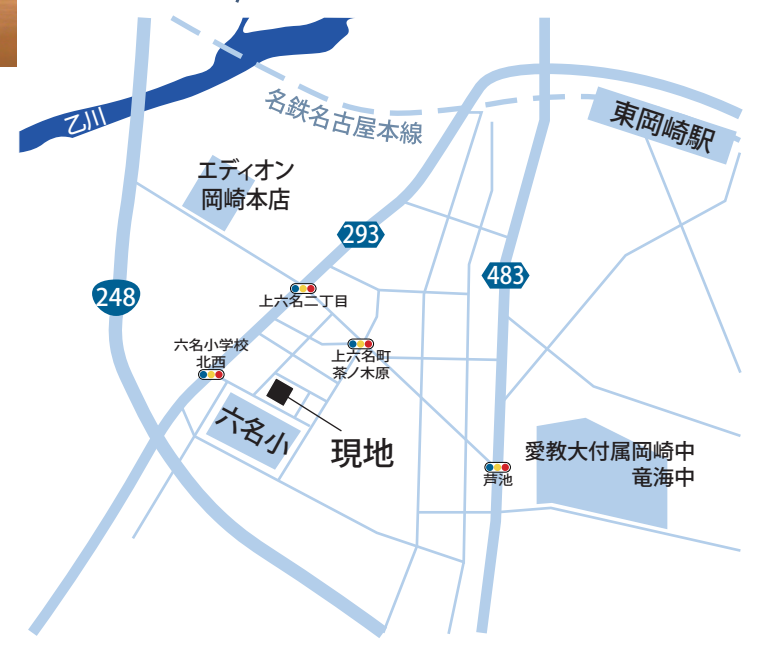 乙川
名鉄名古屋本線
東岡崎駅
エディオン
岡崎本店
293
483
248
上六名二丁目
六名小学校
北西
上六名町
茶ノ木原
六名小
現地
愛教大付属岡崎中
竜海中
芦池